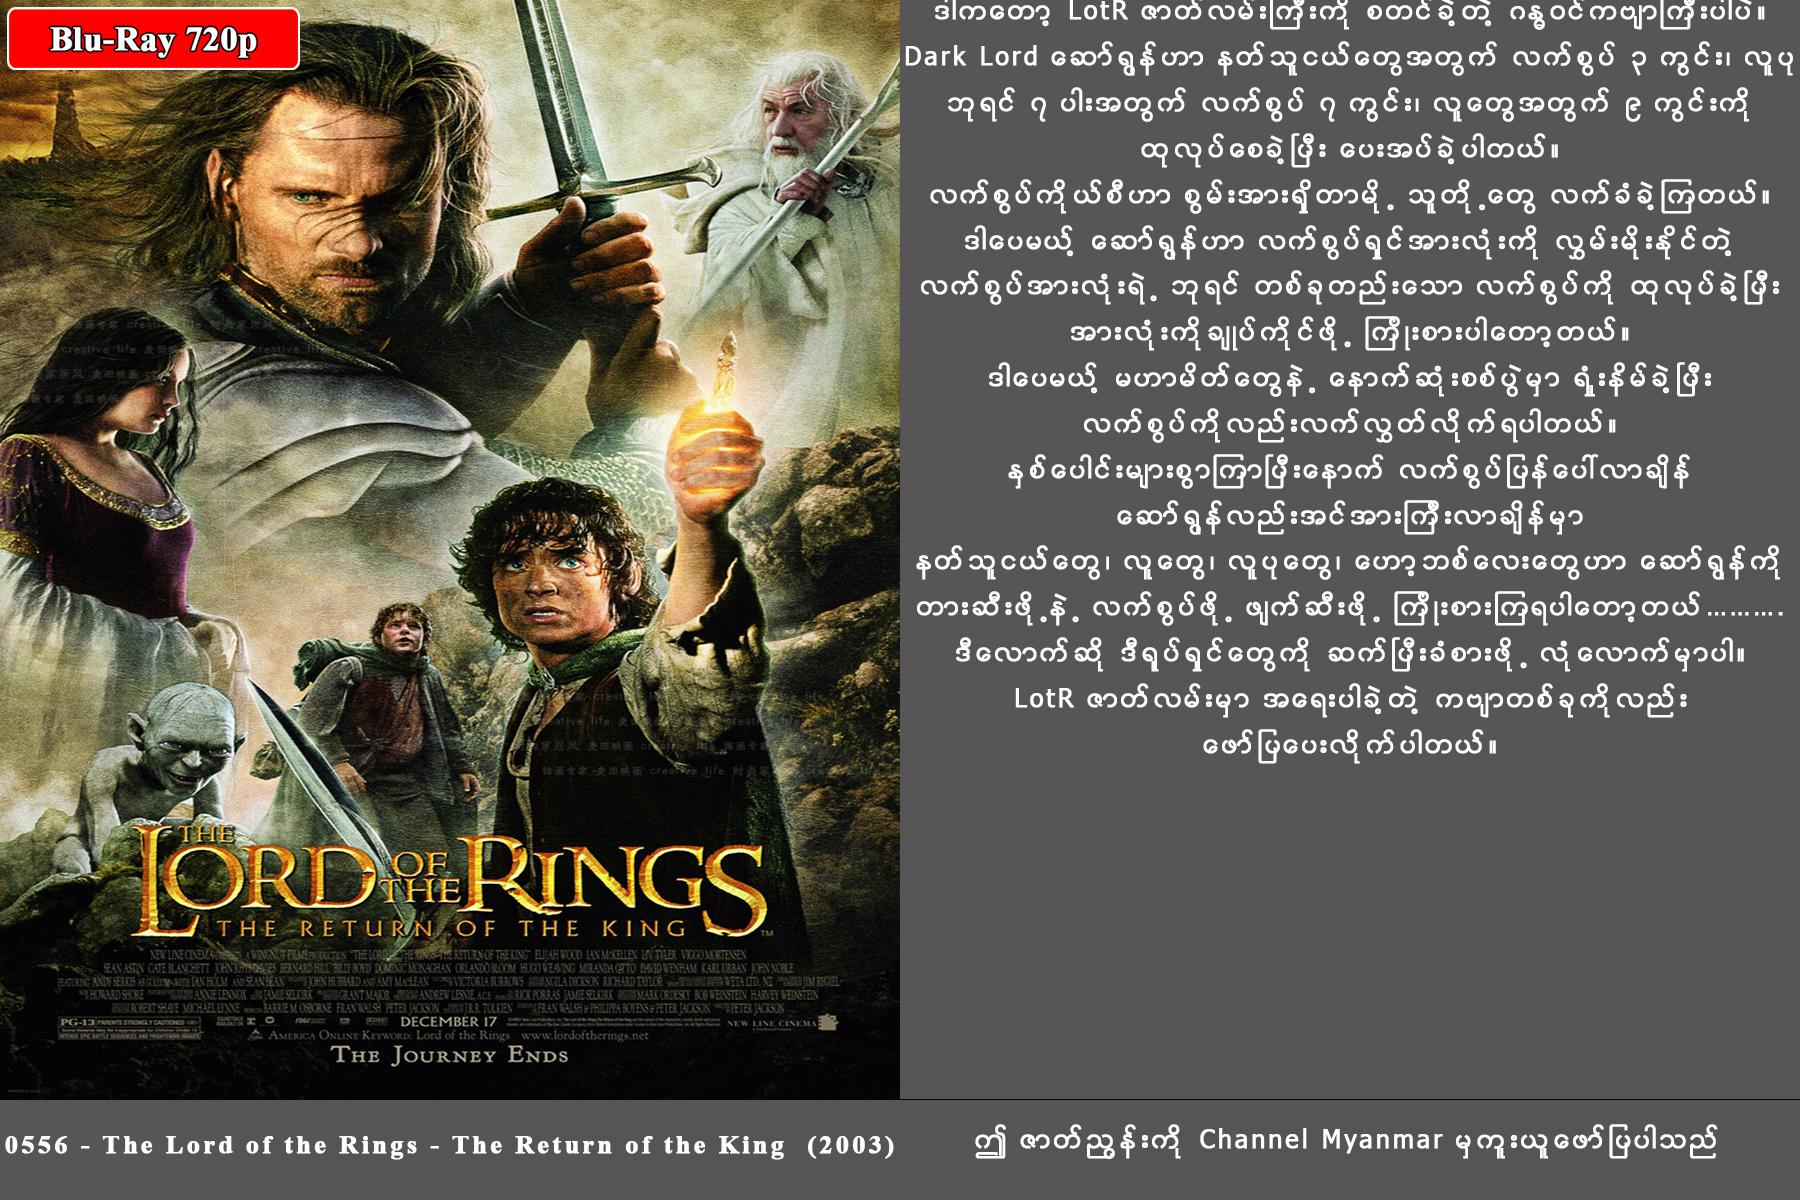 Blu-Ray 720p
ဒါကတော့ LotR ဇာတ်လမ်းကြီးကို စတင်ခဲ့တဲ့ ဂန္ဓဝင်ကဗျာကြီးပါပဲ။
Dark Lord ဆော်ရွန်ဟာ နတ်သူငယ်တွေအတွက် လက်စွပ် ၃ ကွင်း၊ လူပု
ဘုရင် ၇ ပါးအတွက် လက်စွပ် ၇ ကွင်း၊ လူတွေအတွက် ၉ ကွင်းကို
ထုလုပ်စေခဲ့ပြီး ပေးအပ်ခဲ့ပါတယ်။
လက်စွပ်ကိုယ်စီဟာ စွမ်းအားရှိတာမို့ သူတို့တွေ လက်ခံခဲ့ကြတယ်။
ဒါပေမယ့် ဆော်ရွန်ဟာ လက်စွပ်ရှင်အားလုံးကို လွှမ်းမိုးနိုင်တဲ့
လက်စွပ်အားလုံးရဲ့ ဘုရင် တစ်ခုတည်းသော လက်စွပ်ကို ထုလုပ်ခဲ့ပြီး
အားလုံးကိုချုပ်ကိုင်ဖို့ ကြိုးစားပါတော့တယ်။
ဒါပေမယ့် မဟာမိတ်တွေနဲ့ နောက်ဆုံးစစ်ပွဲမှာ ရှုံးနိမ်ခဲ့ပြီး
လက်စွပ်ကိုလည်းလက်လွှတ်လိုက်ရပါတယ်။
နှစ်ပေါင်းများစွာကြာပြီးနောက် လက်စွပ်ပြန်ပေါ်လာချိန်
ဆော်ရွန်လည်းအင်အားကြီးလာချိန်မှာ
နတ်သူငယ်တွေ၊ လူတွေ၊ လူပုတွေ၊ ဟော့ဘစ်လေးတွေဟာ ဆော်ရွန်ကို
တားဆီးဖို့နဲ့ လက်စွပ်ဖို့ ဖျက်ဆီးဖို့ ကြိုးစားကြရပါတော့တယ်……….
ဒီလောက်ဆို ဒီရုပ်ရှင်တွေကို ဆက်ပြီးခံစားဖို့ လုံလောက်မှာပါ။
LotR ဇာတ်လမ်းမှာ အရေးပါခဲ့တဲ့ ကဗျာတစ်ခုကိုလည်း
ဖော်ပြပေးလိုက်ပါတယ်။
THE
LORD OF THE RINGS
THE RETURN OF THE KING
PG-13 PARENTS STRONGLY CAUTIONED
DECEMBER 17
NEW LINE CINEMA
AMERICA ONLINE KEYWORD: Lord of the Rings www.lordoftherings.net
THE JOURNEY ENDS
0556 - The Lord of the Rings - The Return of the King (2003)
ဤ ဇာတ်ညွှန်းကို Channel Myanmar မှကူးယူဖော်ပြပါသည်